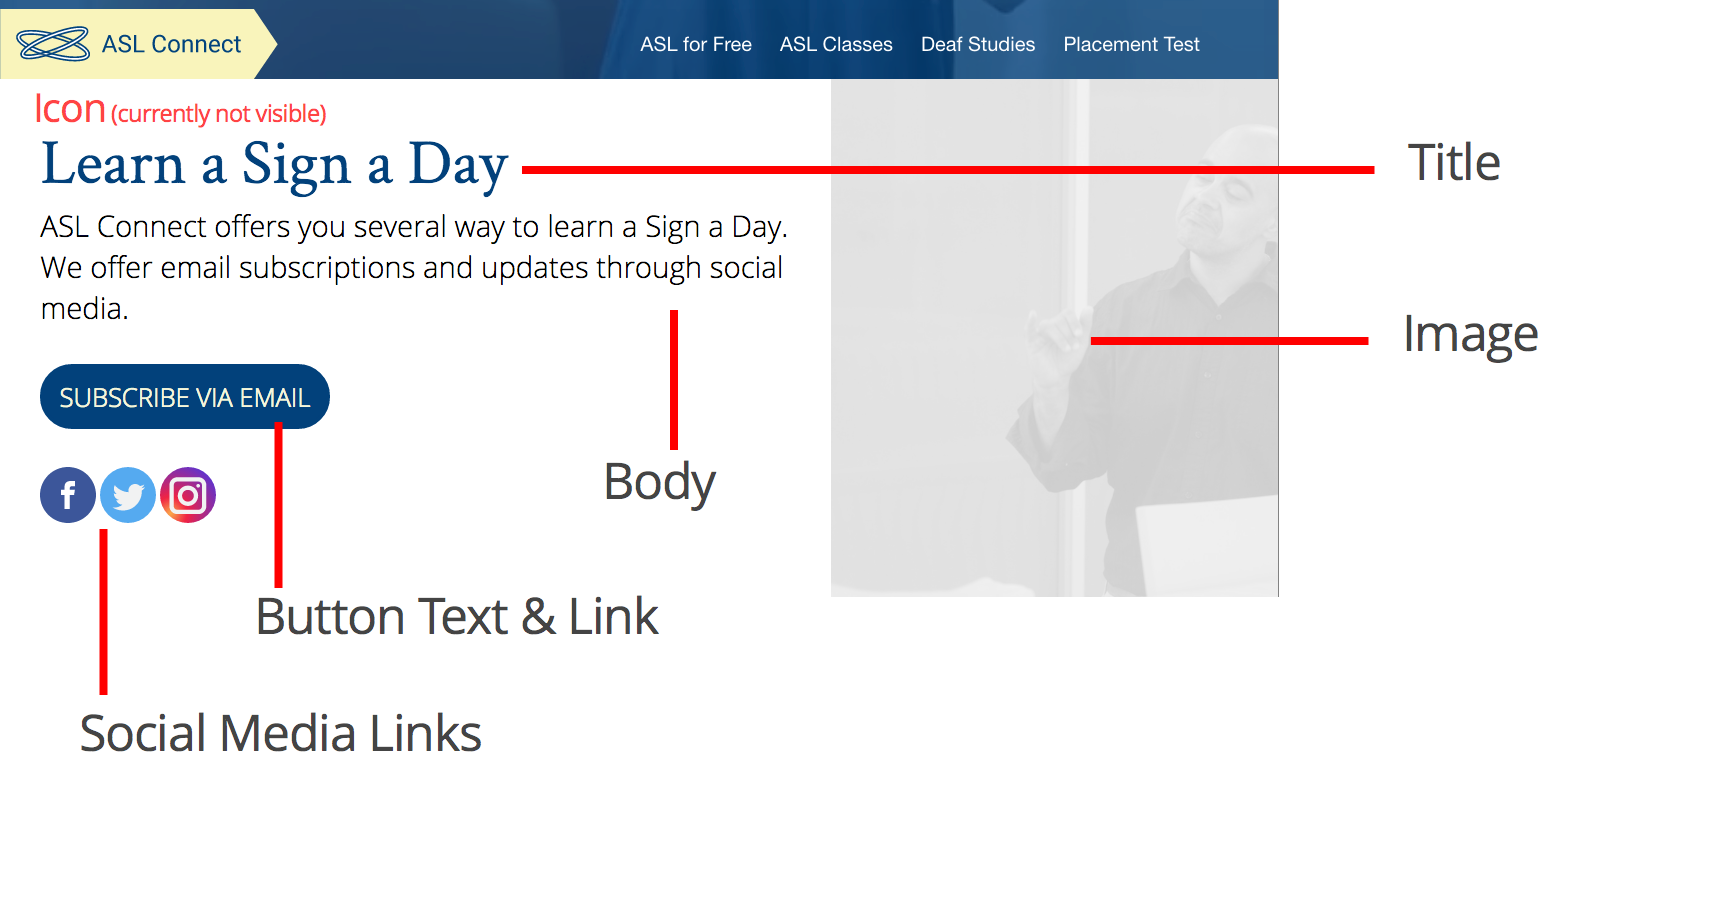 ASL Connect
ASL for Free
ASL Classes
Deaf Studies
Placement Test
Icon (currently not visible)
Learn a Sign a Day
Title
ASL Connect offers you several way to learn a Sign a Day.
We offer email subscriptions and updates through social
media.
Image
SUBSCRIBE VIA EMAIL
Body
Button Text & Link
Social Media Links